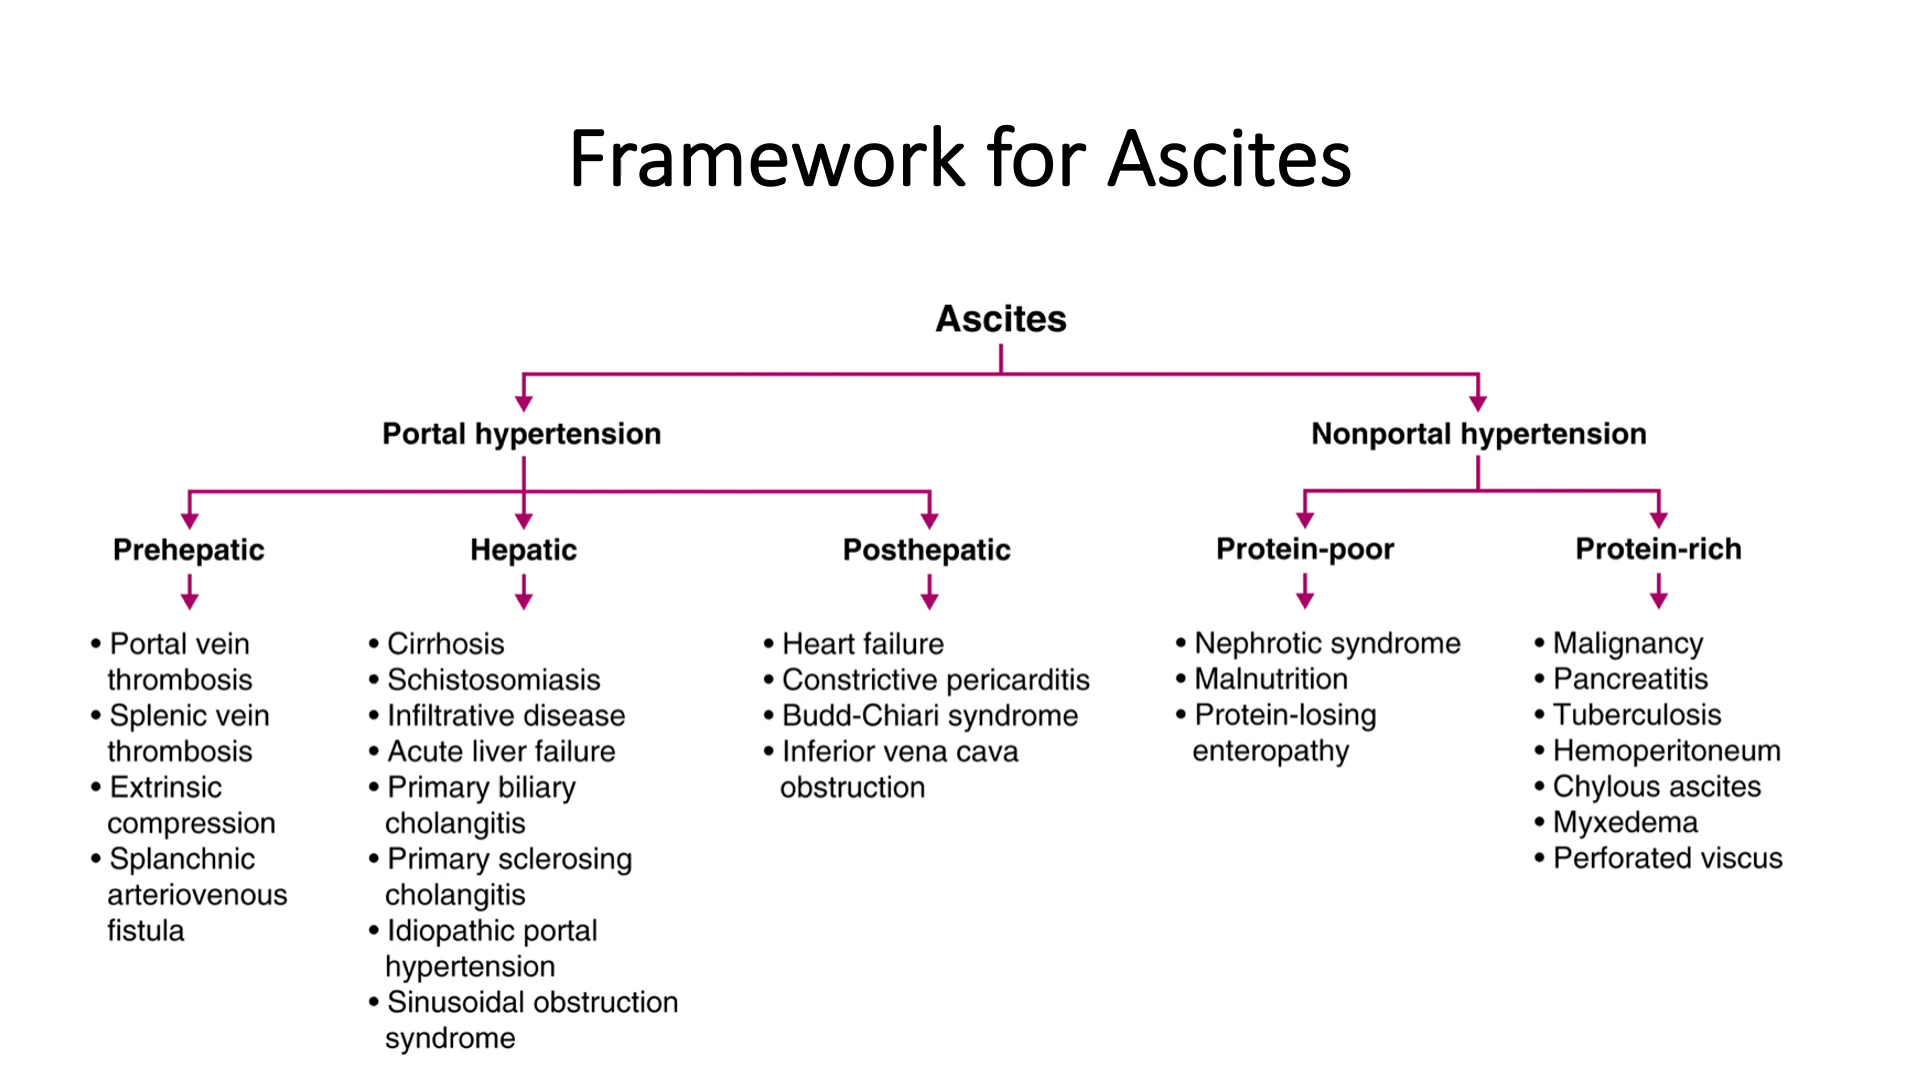 Framework for Ascites
Ascites
Portal hypertension
Nonportal hypertension
Prehepatic
Hepatic
Posthepatic
Protein-poor
Protein-rich
• Portal vein
thrombosis
• Splenic vein
thrombosis
• Extrinsic
compression
• Splanchnic
arteriovenous
fistula
• Cirrhosis
• Schistosomiasis
• Infiltrative disease
• Acute liver failure
• Primary biliary
cholangitis
• Primary sclerosing
cholangitis
• Idiopathic portal
hypertension
• Sinusoidal obstruction
syndrome
• Heart failure
• Constrictive pericarditis
• Budd-Chiari syndrome
• Inferior vena cava
obstruction
• Nephrotic syndrome
• Malnutrition
• Protein-losing
enteropathy
• Malignancy
• Pancreatitis
• Tuberculosis
• Hemoperitoneum
• Chylous ascites
• Myxedema
• Perforated viscus